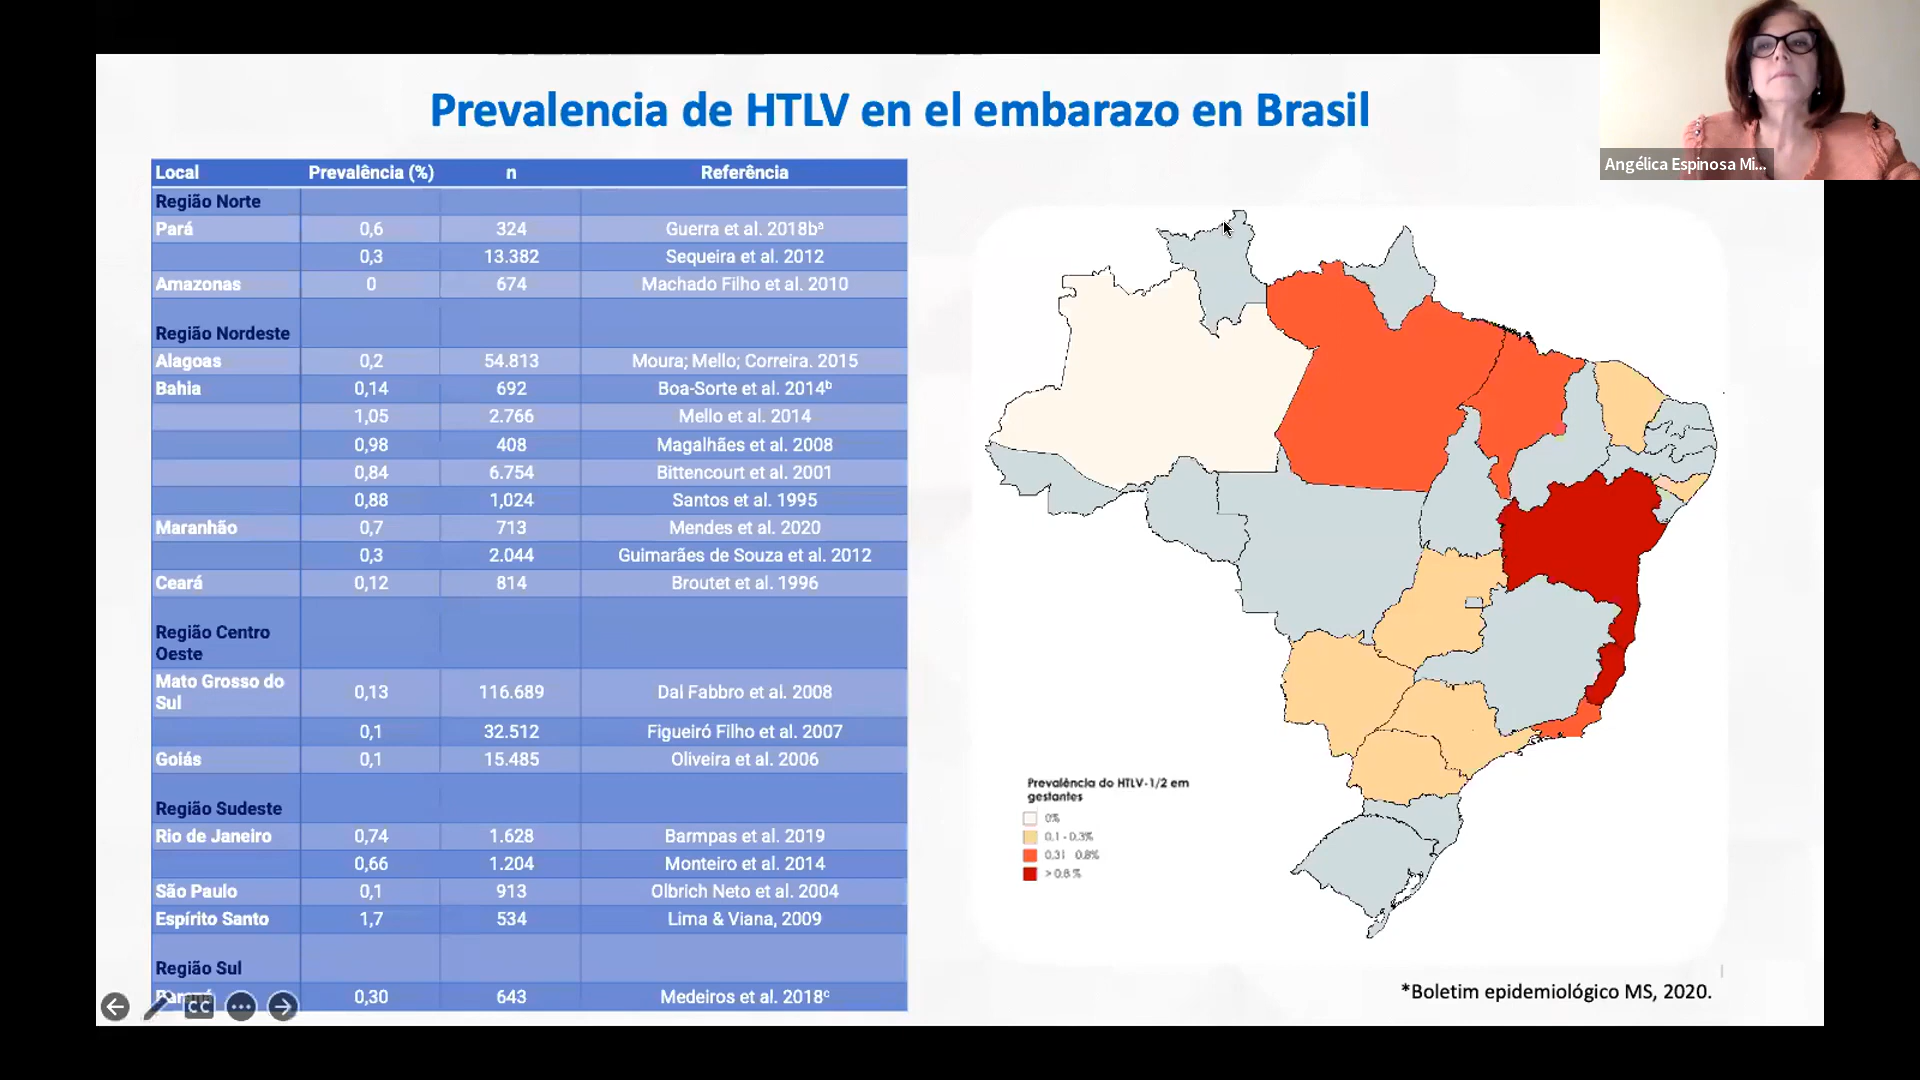 Prevalencia de HTLV en el embarazo en Brasil
Angélica Espinosa Mi...
Local Prevalência (%) n Referência
Região Norte
Pará 0,6 324 Guerra et al. 2018bᵃ
0,3 13.382 Sequeira et al. 2012
Amazonas 0 674 Machado Filho et al. 2010
Região Nordeste
Alagoas 0,2 54.813 Moura; Mello; Correira. 2015
Bahia 0,14 692 Boa-Sorte et al. 2014ᵇ
1,05 2.766 Mello et al. 2014
0,98 408 Magalhães et al. 2008
0,84 6.754 Bittencourt et al. 2001
0,88 1,024 Santos et al. 1995
Maranhão 0,7 713 Mendes et al. 2020
0,3 2.044 Guimarães de Souza et al. 2012
Ceará 0,12 814 Broutet et al. 1996
Região Centro
Oeste
Mato Grosso do
Sul 0,13 116.689 Dal Fabbro et al. 2008
0,1 32.512 Figueiró Filho et al. 2007
Goiás 0,1 15.485 Oliveira et al. 2006
Região Sudeste
Rio de Janeiro 0,74 1.628 Barmpas et al. 2019
0,66 1.204 Monteiro et al. 2014
São Paulo 0,1 913 Olbrich Neto et al. 2004
Espírito Santo 1,7 534 Lima & Viana, 2009
Região Sul
Paraná 0,30 643 Medeiros et al. 2018ᶜ
CC
Prevalência do HTLV-1/2 em
gestantes
0%
0,1 - 0,3%
0,31 0,8%
> 0,8 %
*Boletim epidemiológico MS, 2020.